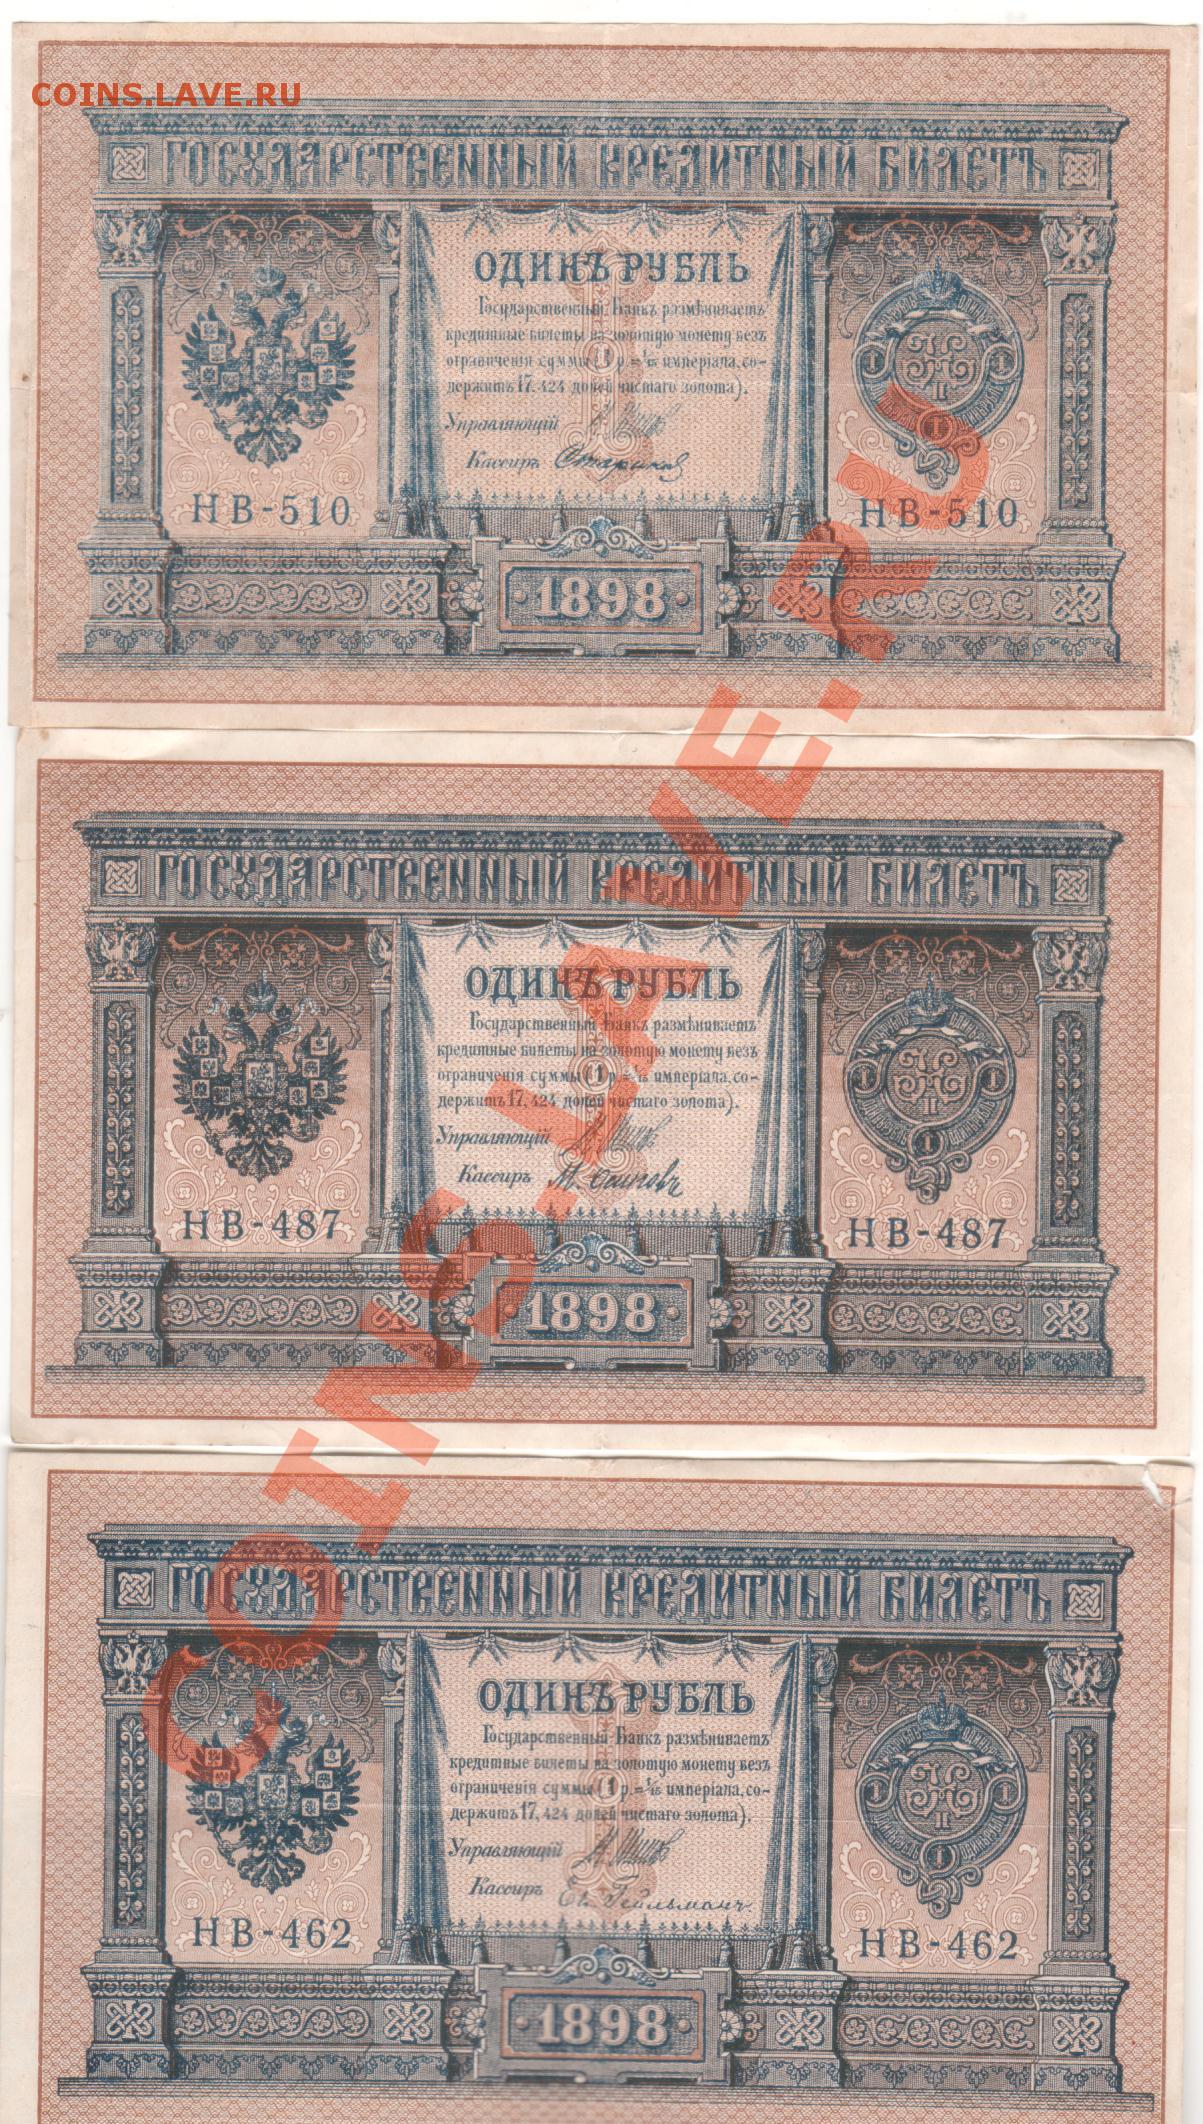 COINS.LAVE.RU
ГОСУДАРСТВЕННЫЙ КРЕДИТНЫЙ БИЛЕТЪ
ОДИНЪ РУБЛЬ
Государственный Банкъ размѣниваетъ
кредитные билеты на золотую монету безъ
ограниченія суммы (1 р.=1/15 имперіала, со-
держитъ 17,424 долей чистаго золота).
Управляющій
Кассиръ Стариковъ
НВ-510 НВ-510
1898
ГОСУДАРСТВЕННЫЙ КРЕДИТНЫЙ БИЛЕТЪ
ОДИНЪ РУБЛЬ
Государственный Банкъ размѣниваетъ
кредитные билеты на золотую монету безъ
ограниченія суммы (1 р.=1/15 имперіала, со-
держитъ 17,424 долей чистаго золота).
Управляющій
Кассиръ М. Осиповъ
НВ-487 НВ-487
1898
ГОСУДАРСТВЕННЫЙ КРЕДИТНЫЙ БИЛЕТЪ
ОДИНЪ РУБЛЬ
Государственный Банкъ размѣниваетъ
кредитные билеты на золотую монету безъ
ограниченія суммы (1 р.=1/15 имперіала, со-
держитъ 17,424 долей чистаго золота).
Управляющій И. Шиповъ
Кассиръ Ев. Гейльманъ.
НВ-462 НВ-462
1898
COINS.LAVE.RU